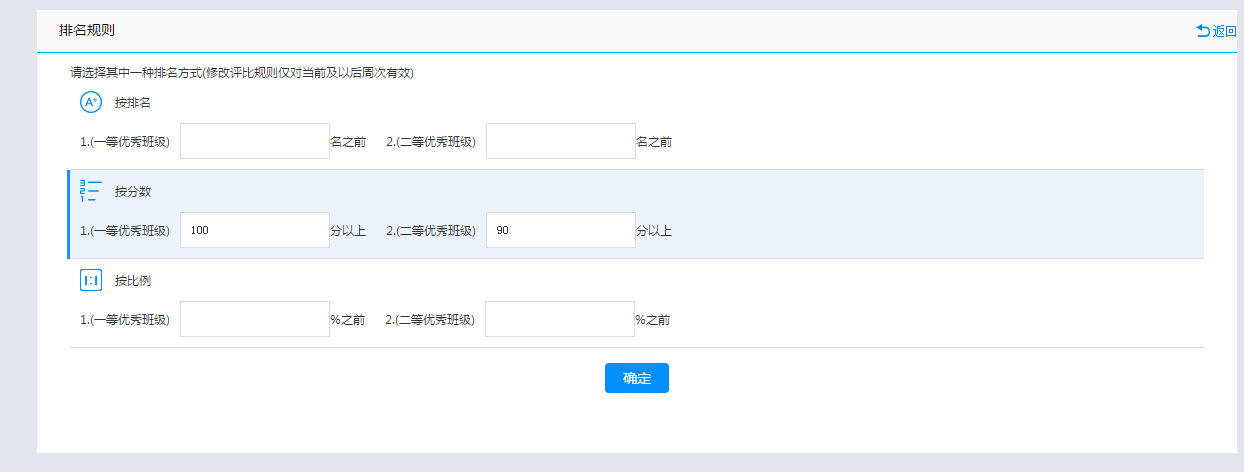 排名规则
返回
请选择其中一种排名方式(修改评比规则仅对当前及以后周次有效)
A+ 按排名
1.(一等优秀班级) 名之前 2.(二等优秀班级) 名之前
3 2 1 按分数
1.(一等优秀班级) 100 分以上 2.(二等优秀班级) 90 分以上
1:1 按比例
1.(一等优秀班级) %之前 2.(二等优秀班级) %之前
确定